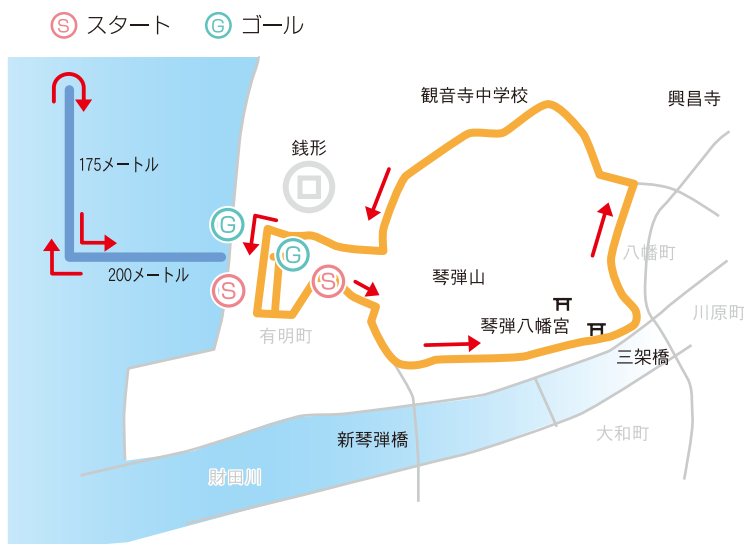 S スタート G ゴール
観音寺中学校
興昌寺
銭形
175メートル
G
八幡町
G
200メートル
S
琴弾山
S
琴弾八幡宮
川原町
有明町
三架橋
新琴弾橋
大和町
財田川